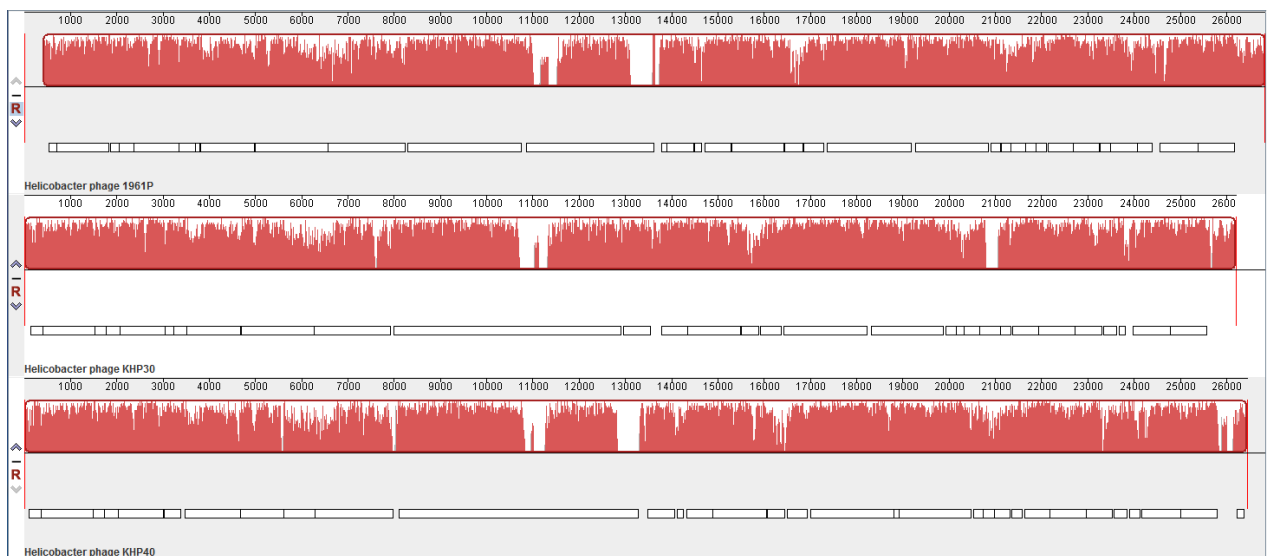 1000 2000 3000 4000 5000 6000 7000 8000 9000 10000 11000 12000 13000 14000 15000 16000 17000 18000 19000 20000 21000 22000 23000 24000 25000 26000
R
Helicobacter phage 1961P
1000 2000 3000 4000 5000 6000 7000 8000 9000 10000 11000 12000 13000 14000 15000 16000 17000 18000 19000 20000 21000 22000 23000 24000 25000 2600
R
Helicobacter phage KHP30
1000 2000 3000 4000 5000 6000 7000 8000 9000 10000 11000 12000 13000 14000 15000 16000 17000 18000 19000 20000 21000 22000 23000 24000 25000 26000
R
Helicobacter phage KHP40